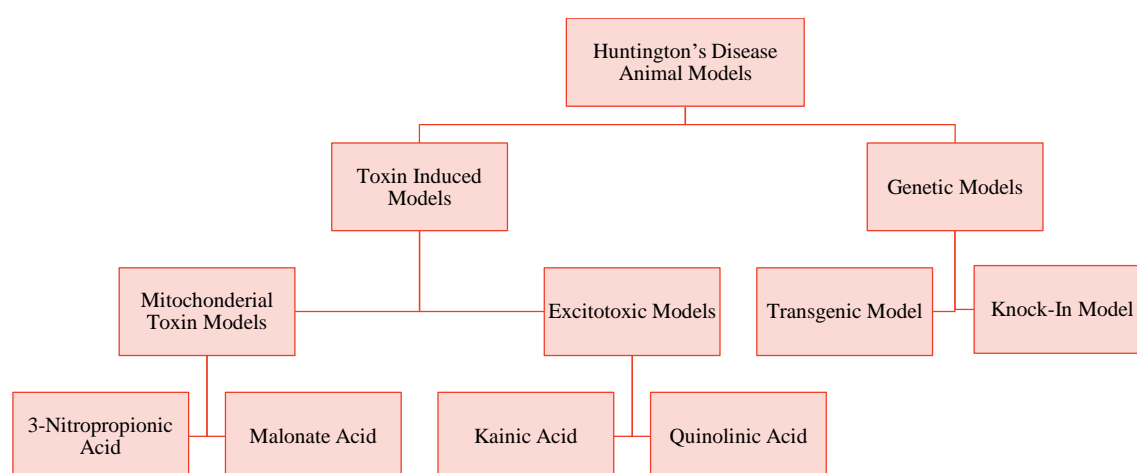 Huntington’s Disease
Animal Models
Toxin Induced
Models
Genetic Models
Mitochonderial
Toxin Models
Excitotoxic Models
Transgenic Model
Knock-In Model
3-Nitropropionic
Acid
Malonate Acid
Kainic Acid
Quinolinic Acid